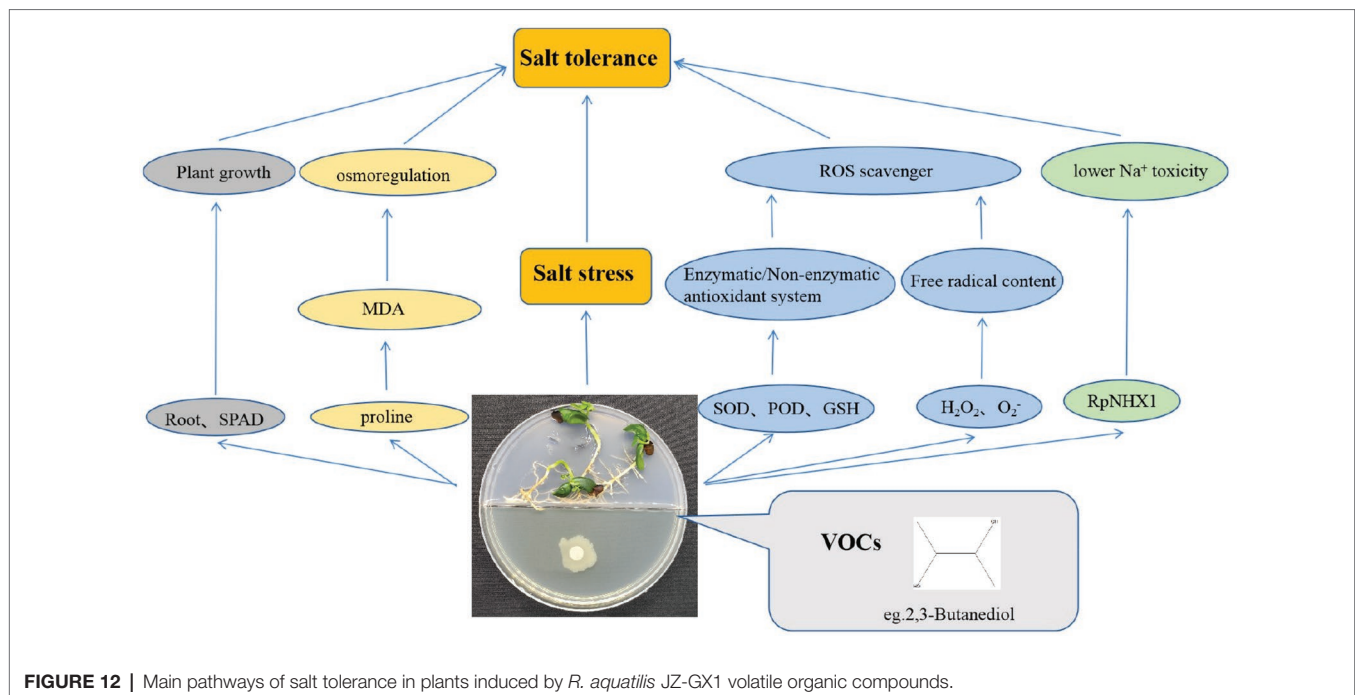 Salt tolerance
Plant growth
osmoregulation
ROS scavenger
lower Na⁺ toxicity
Salt stress
Enzymatic/Non-enzymatic
antioxidant system
Free radical content
MDA
Root、SPAD
proline
SOD、POD、GSH
H₂O₂、O₂⁻
RpNHX1
VOCs
eg.2,3-Butanediol
FIGURE 12 | Main pathways of salt tolerance in plants induced by R. aquatilis JZ-GX1 volatile organic compounds.